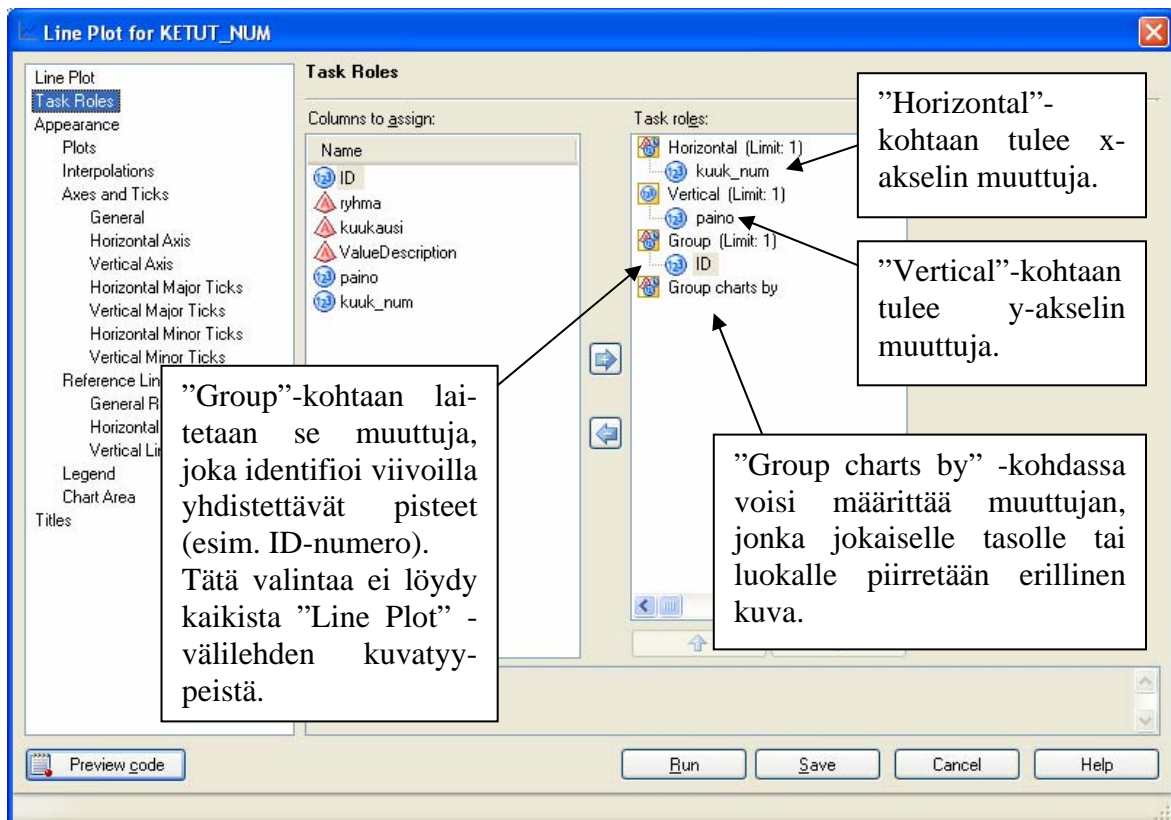 Line Plot for KETUT_NUM
Line Plot
Task Roles
Appearance
Plots
Interpolations
Axes and Ticks
General
Horizontal Axis
Vertical Axis
Horizontal Major Ticks
Vertical Major Ticks
Horizontal Minor Ticks
Vertical Minor Ticks
Reference Lin
General R
Horizontal
Vertical Li
Legend
Chart Area
Titles
Task Roles
Columns to assign:
Name
ID
ryhma
kuukausi
ValueDescription
paino
kuuk_num
Task roles:
Horizontal (Limit: 1)
kuuk_num
Vertical (Limit: 1)
paino
Group (Limit: 1)
ID
Group charts by
”Horizontal”-
kohtaan tulee x-
akselin muuttuja.
”Vertical”-kohtaan
tulee y-akselin
muuttuja.
”Group”-kohtaan lai-
tetaan se muuttuja,
joka identifioi viivoilla
yhdistettävät pisteet
(esim. ID-numero).
Tätä valintaa ei löydy
kaikista ”Line Plot” -
välilehden kuvatyy-
peistä.
”Group charts by” -kohdassa
voisi määrittää muuttujan,
jonka jokaiselle tasolle tai
luokalle piirretään erillinen
kuva.
Preview code
Run
Save
Cancel
Help